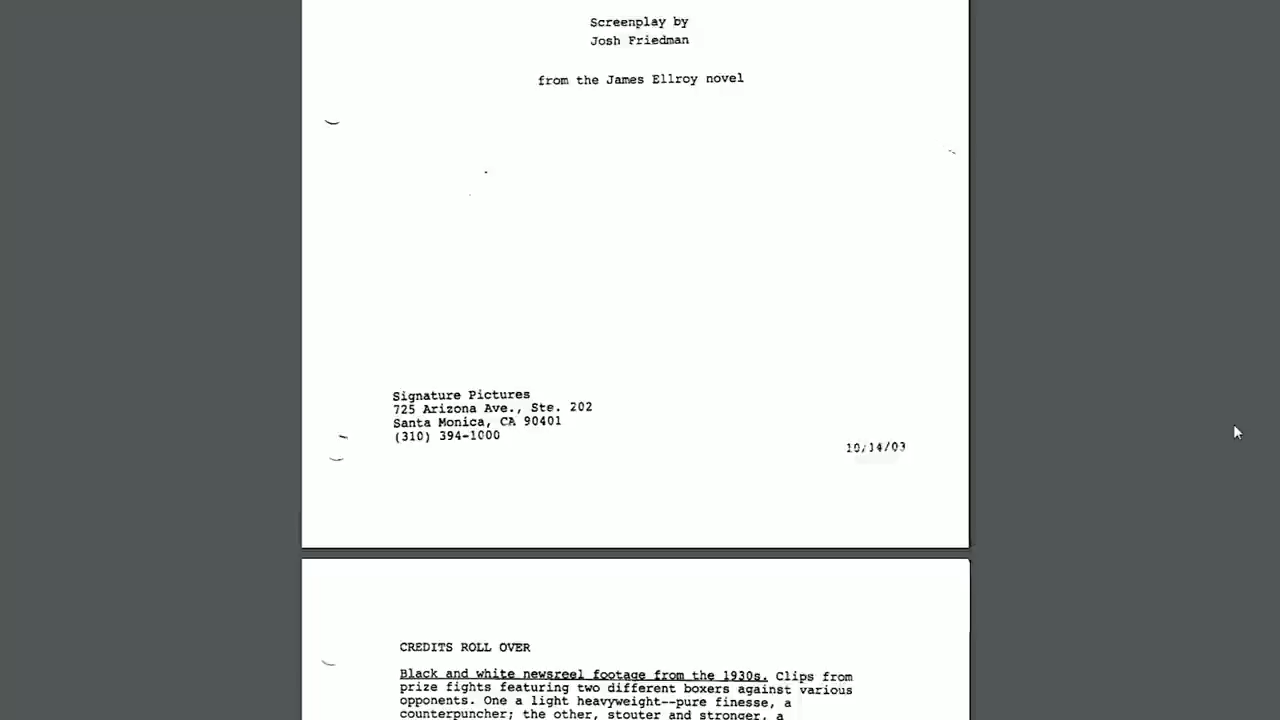 Screenplay by
Josh Friedman
from the James Ellroy novel
Signature Pictures
725 Arizona Ave., Ste. 202
Santa Monica, CA 90401
(310) 394-1000
10/14/03
CREDITS ROLL OVER
Black and white newsreel footage from the 1930s. Clips from
prize fights featuring two different boxers against various
opponents. One a light heavyweight--pure finesse, a
counterpuncher; the other, stouter and stronger, a